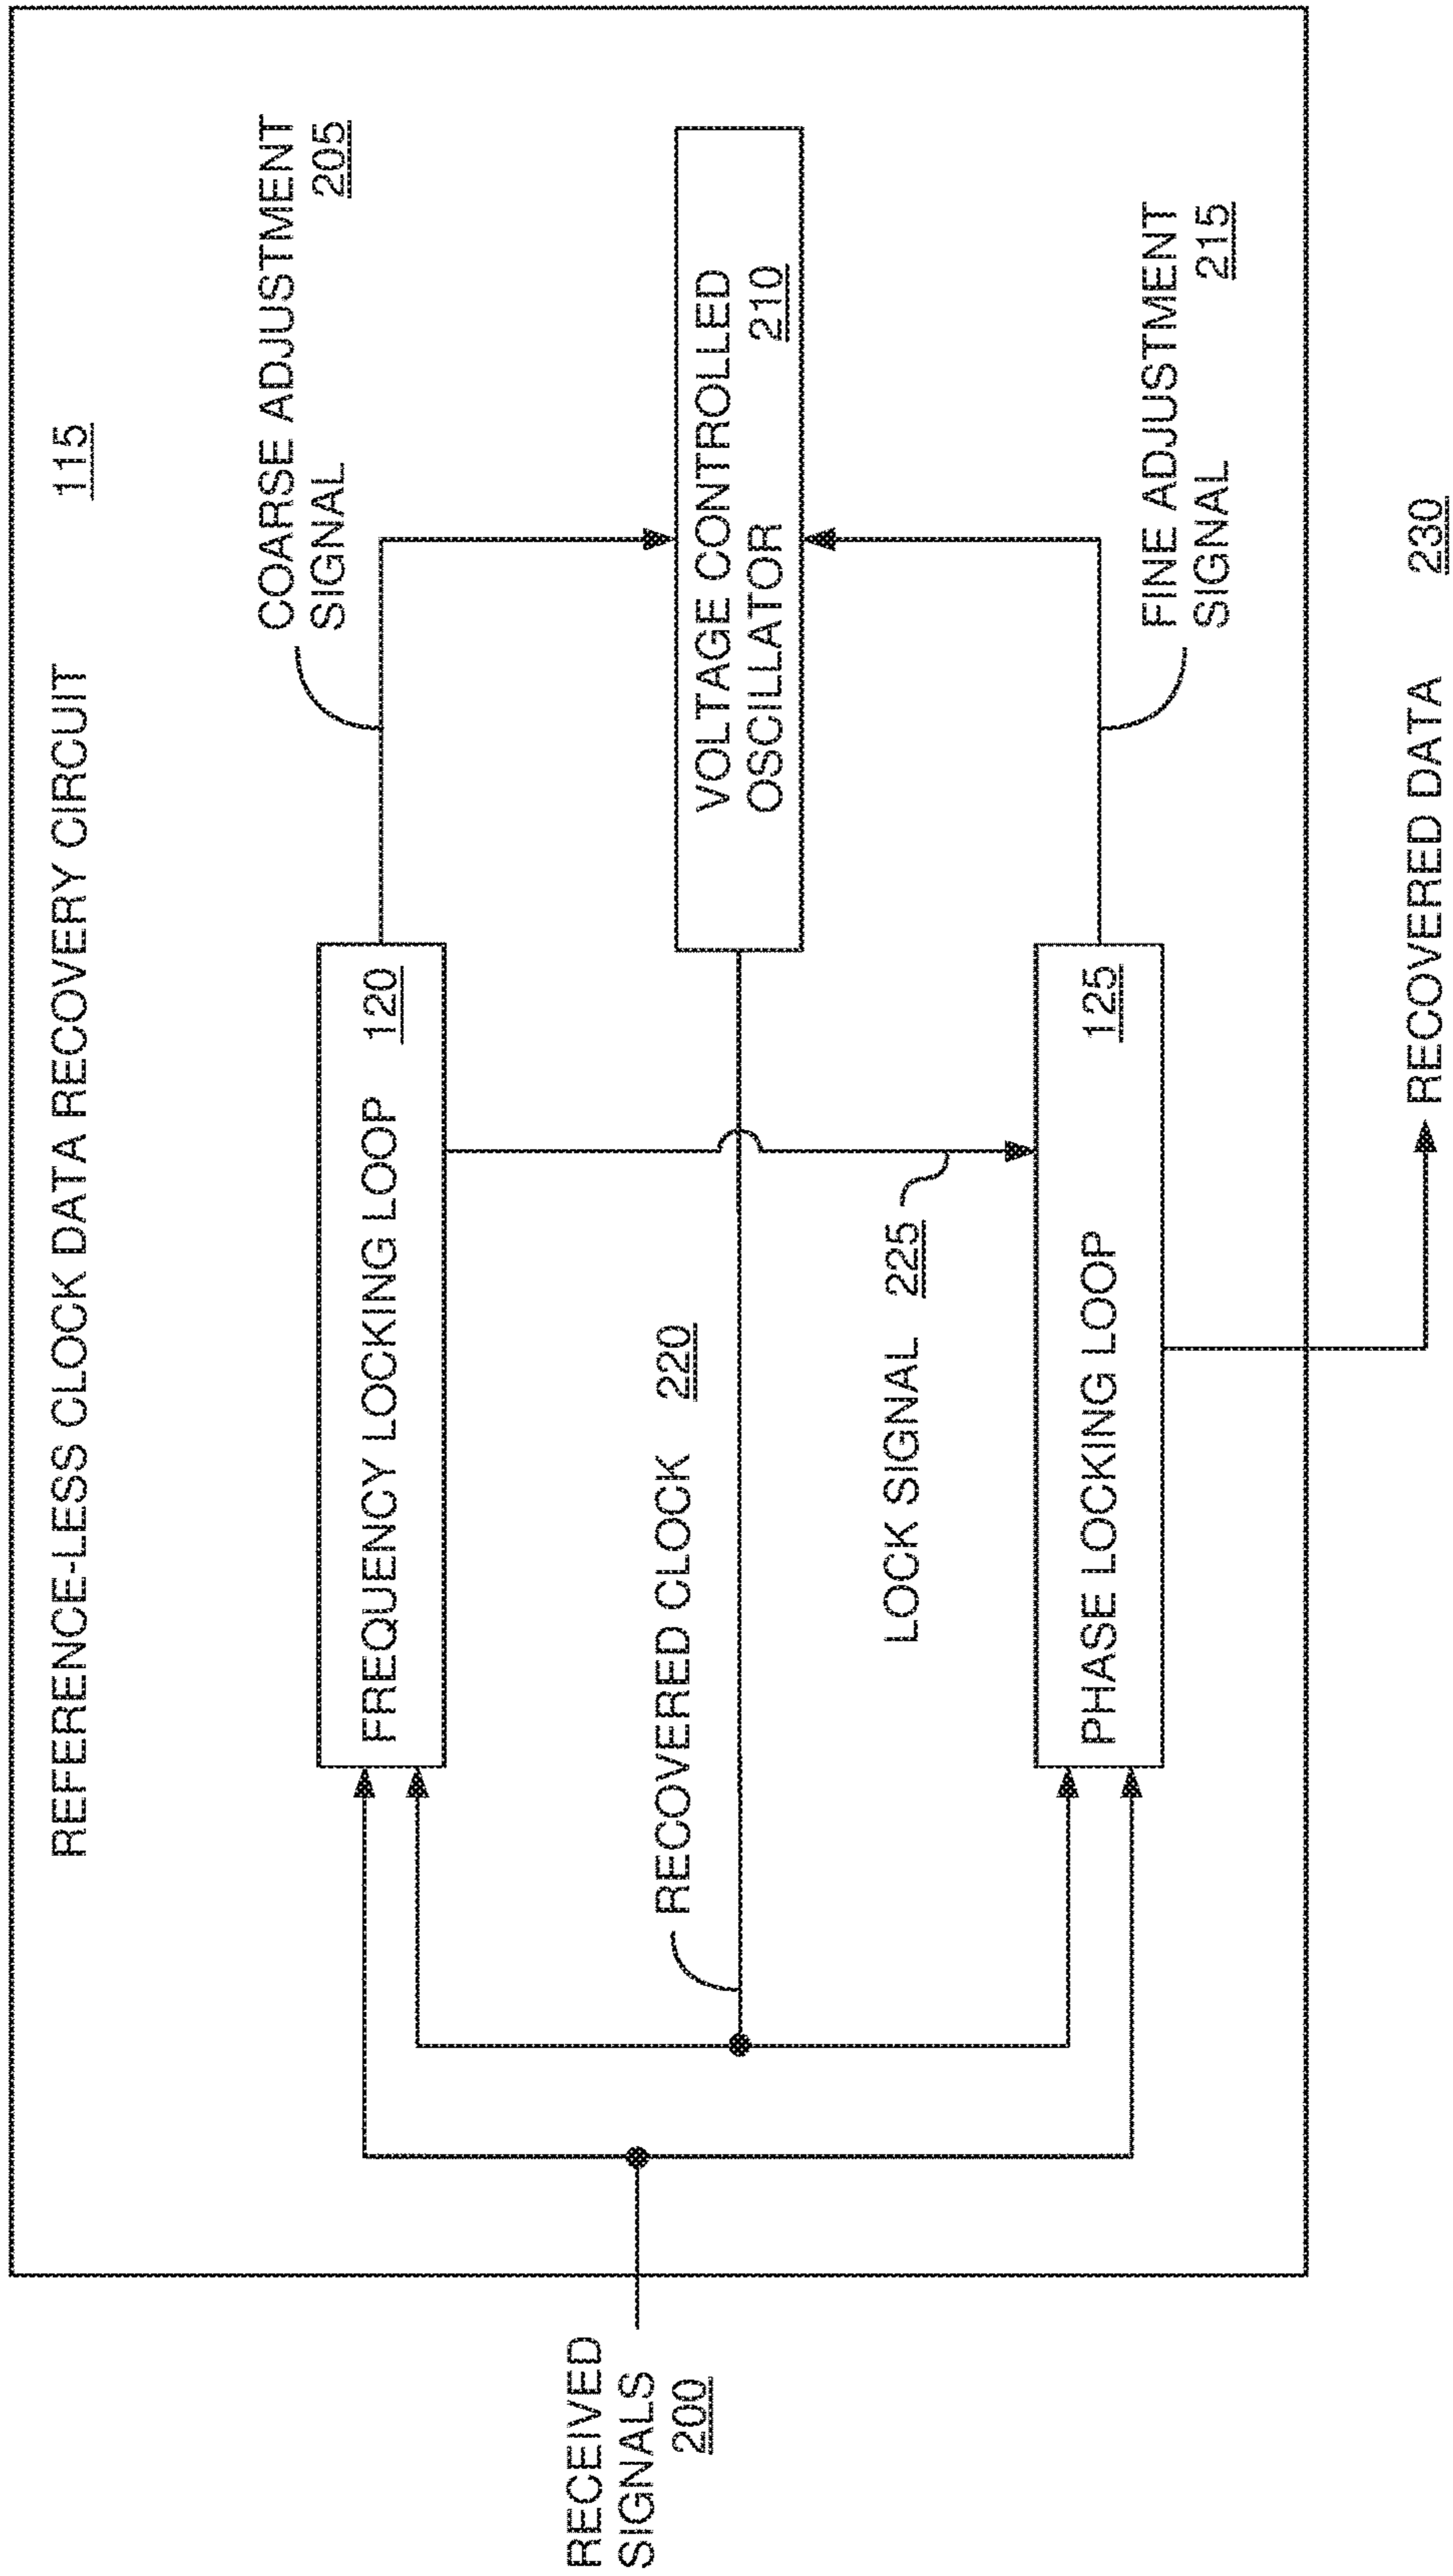 REFERENCE-LESS CLOCK DATA RECOVERY CIRCUIT 115
COARSE ADJUSTMENT
SIGNAL 205
FREQUENCY LOCKING LOOP 120
RECEIVED
SIGNALS
200
RECOVERED CLOCK 220
VOLTAGE CONTROLLED
OSCILLATOR 210
LOCK SIGNAL 225
PHASE LOCKING LOOP 125
FINE ADJUSTMENT
SIGNAL 215
RECOVERED DATA 230